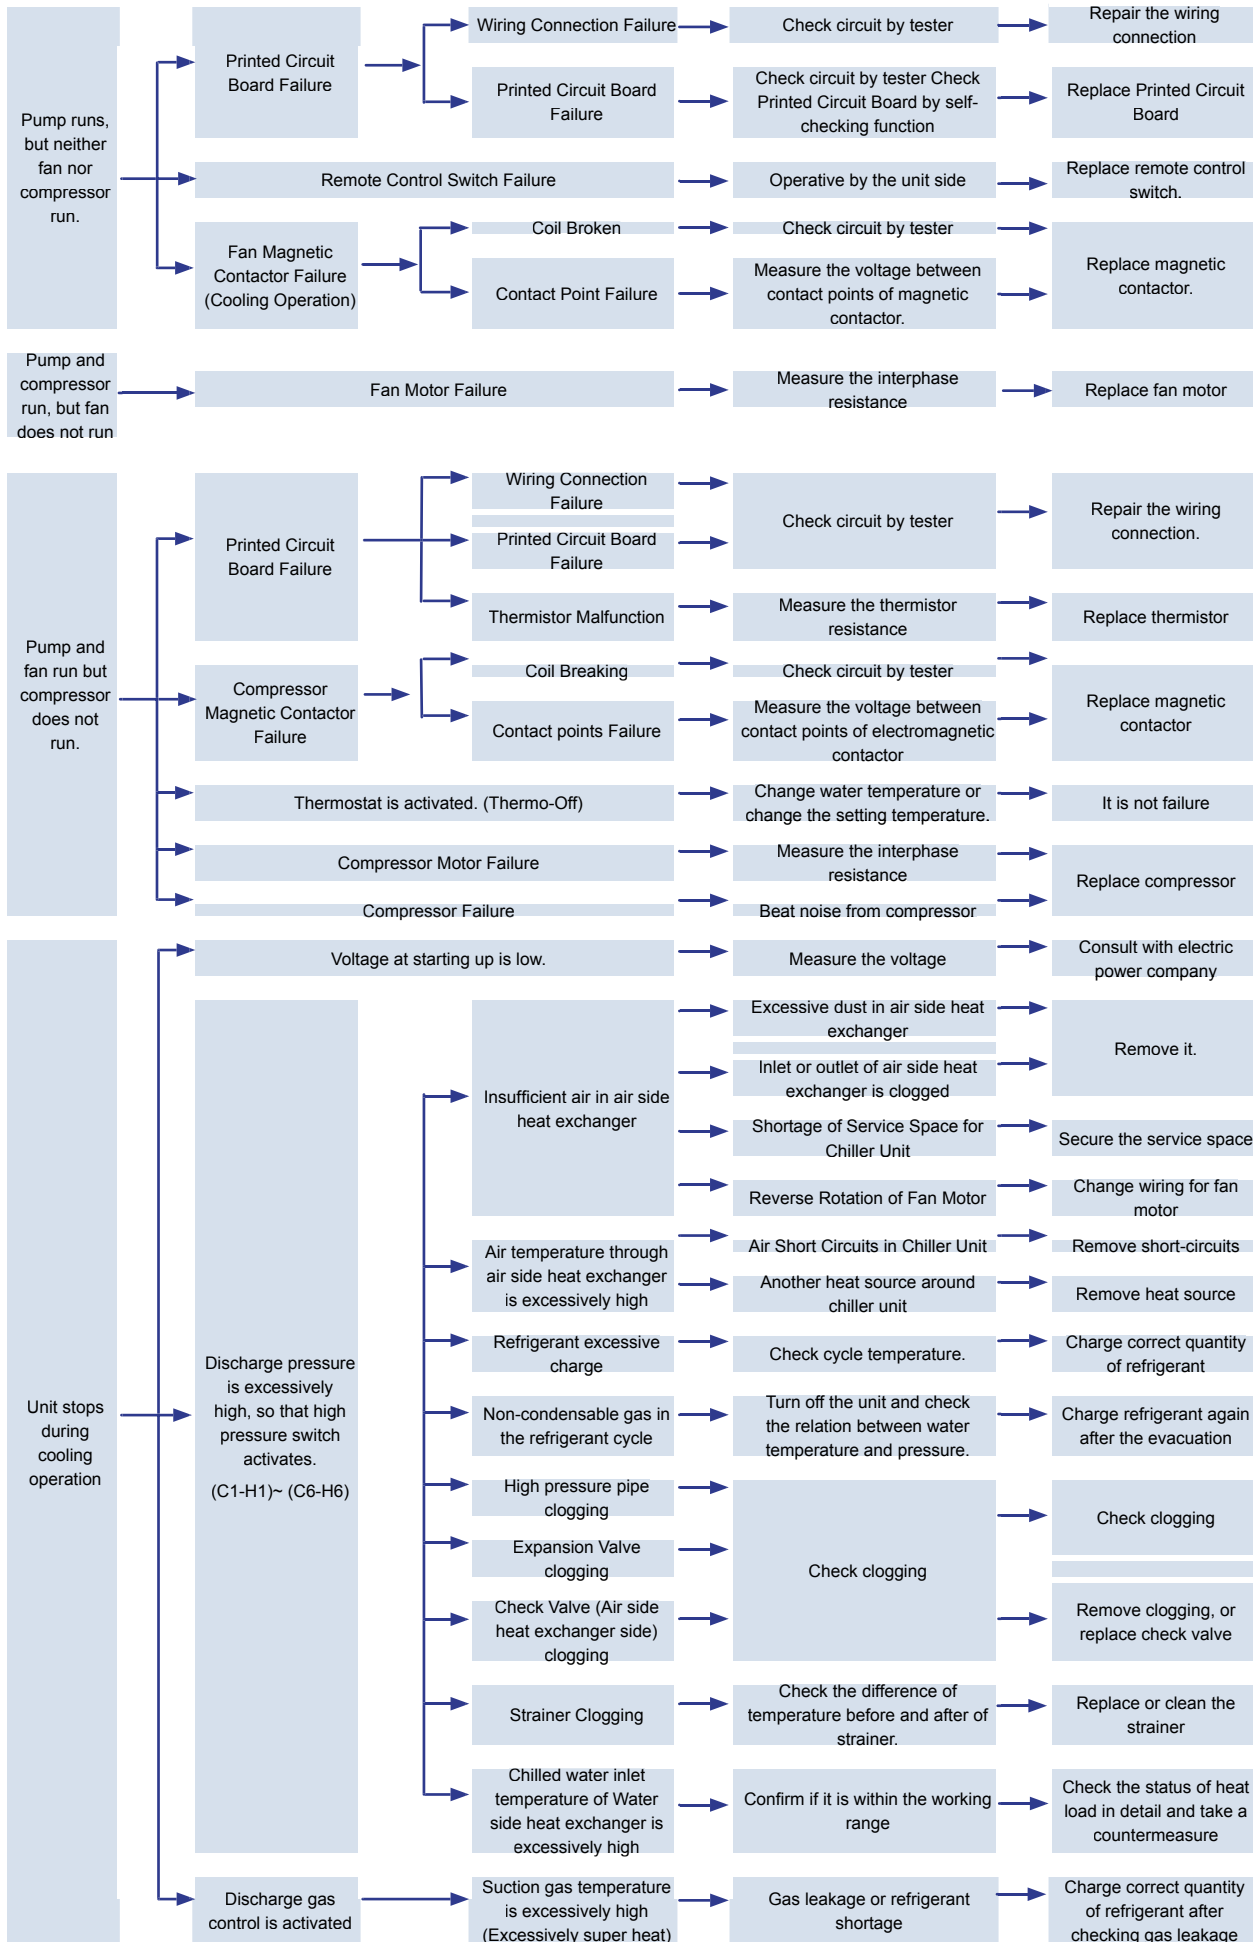 Pump runs,
but neither
fan nor
compressor
run.
Printed Circuit
Board Failure
Wiring Connection Failure
Check circuit by tester
Repair the wiring
connection
Printed Circuit Board
Failure
Check circuit by tester Check
Printed Circuit Board by self-
checking function
Replace Printed Circuit
Board
Remote Control Switch Failure
Operative by the unit side
Replace remote control
switch.
Fan Magnetic
Contactor Failure
(Cooling Operation)
Coil Broken
Check circuit by tester
Contact Point Failure
Measure the voltage between
contact points of magnetic
contactor.
Replace magnetic
contactor.
Pump and
compressor
run, but fan
does not run
Fan Motor Failure
Measure the interphase
resistance
Replace fan motor
Pump and
fan run but
compressor
does not
run.
Printed Circuit
Board Failure
Wiring Connection
Failure
Printed Circuit Board
Failure
Check circuit by tester
Repair the wiring
connection.
Thermistor Malfunction
Measure the thermistor
resistance
Replace thermistor
Compressor
Magnetic Contactor
Failure
Coil Breaking
Check circuit by tester
Contact points Failure
Measure the voltage between
contact points of electromagnetic
contactor
Replace magnetic
contactor
Thermostat is activated. (Thermo-Off)
Change water temperature or
change the setting temperature.
It is not failure
Compressor Motor Failure
Measure the interphase
resistance
Compressor Failure
Beat noise from compressor
Replace compressor
Unit stops
during
cooling
operation
Voltage at starting up is low.
Measure the voltage
Consult with electric
power company
Discharge pressure
is excessively
high, so that high
pressure switch
activates.
(C1-H1)~ (C6-H6)
Insufficient air in air side
heat exchanger
Excessive dust in air side heat
exchanger
Inlet or outlet of air side heat
exchanger is clogged
Remove it.
Shortage of Service Space for
Chiller Unit
Secure the service space
Reverse Rotation of Fan Motor
Change wiring for fan
motor
Air temperature through
air side heat exchanger
is excessively high
Air Short Circuits in Chiller Unit
Remove short-circuits
Another heat source around
chiller unit
Remove heat source
Refrigerant excessive
charge
Check cycle temperature.
Charge correct quantity
of refrigerant
Non-condensable gas in
the refrigerant cycle
Turn off the unit and check
the relation between water
temperature and pressure.
Charge refrigerant again
after the evacuation
High pressure pipe
clogging
Expansion Valve
clogging
Check Valve (Air side
heat exchanger side)
clogging
Check clogging
Check clogging
Remove clogging, or
replace check valve
Strainer Clogging
Check the difference of
temperature before and after of
strainer.
Replace or clean the
strainer
Chilled water inlet
temperature of Water
side heat exchanger is
excessively high
Confirm if it is within the working
range
Check the status of heat
load in detail and take a
countermeasure
Discharge gas
control is activated
Suction gas temperature
is excessively high
(Excessively super heat)
Gas leakage or refrigerant
shortage
Charge correct quantity
of refrigerant after
checking gas leakage